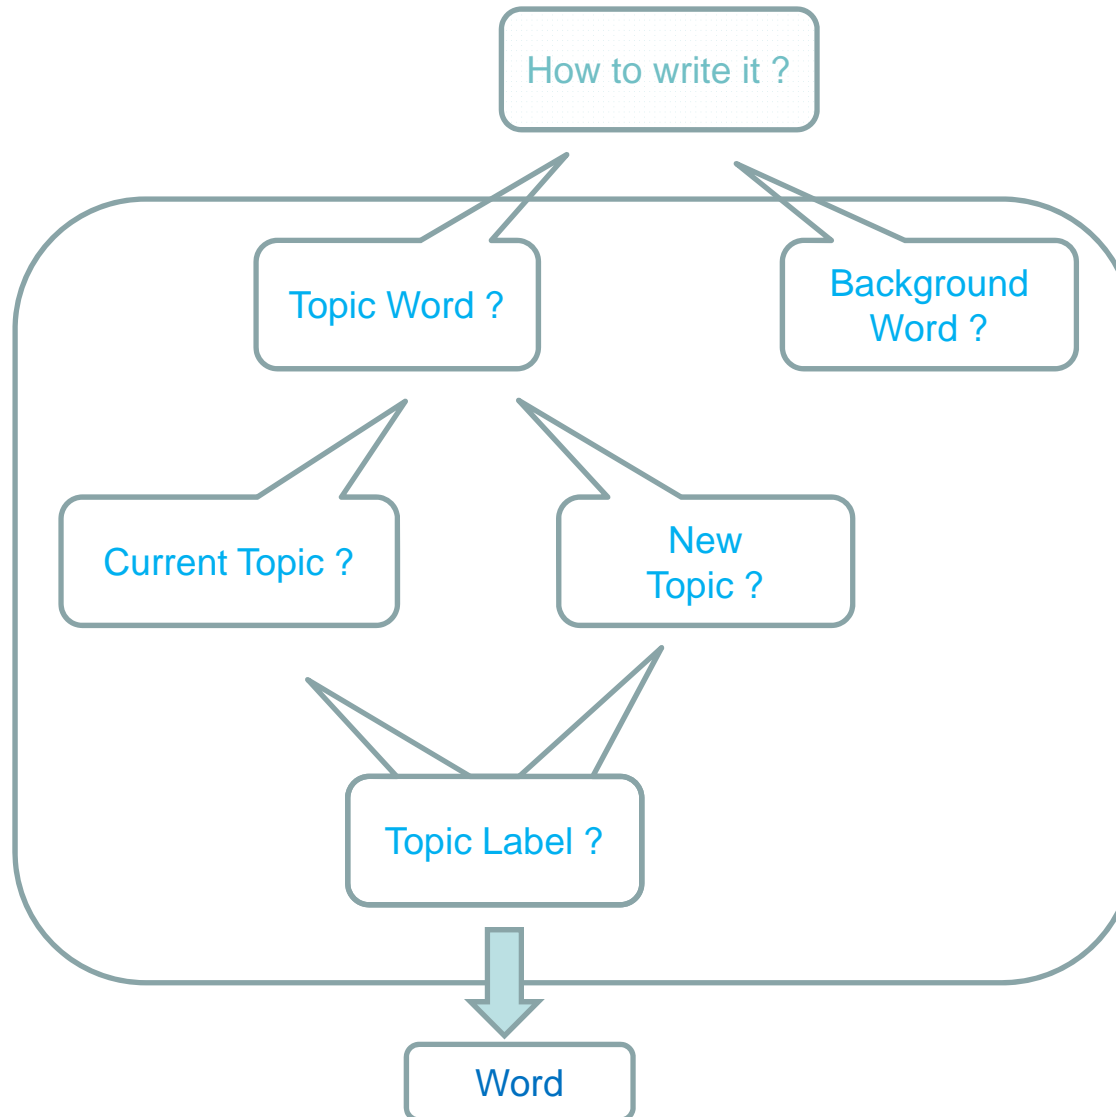 How to write it ?
Topic Word ?
Background
Word ?
Current Topic ?
New
Topic ?
Topic Label ?
Word